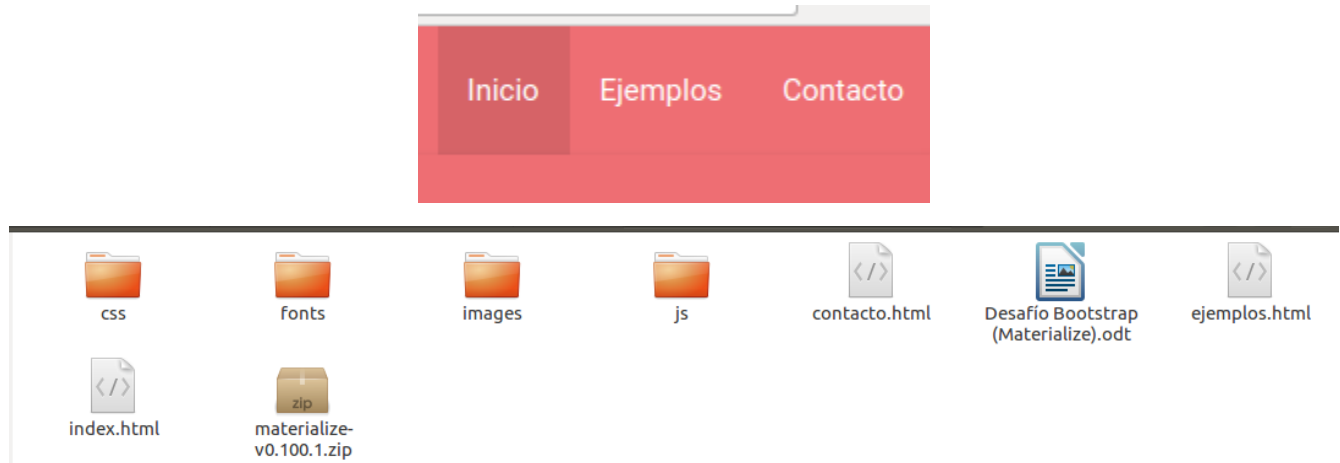 Inicio Ejemplos Contacto
css fonts images js contacto.html Desafío Bootstrap ejemplos.html
(Materialize).odt
index.html zip
materialize-
v0.100.1.zip